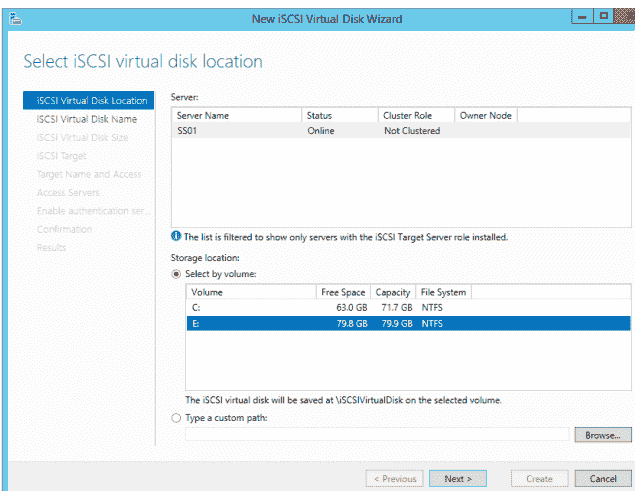 New iSCSI Virtual Disk Wizard
Select iSCSI virtual disk location
iSCSI Virtual Disk Location
iSCSI Virtual Disk Name
iSCSI Virtual Disk Size
iSCSI Target
Target Name and Access
Access Servers
Enable authentication ser...
Confirmation
Results
Server:
Server Name Status Cluster Role Owner Node
SS01 Online Not Clustered
The list is filtered to show only servers with the iSCSI Target Server role installed.
Storage location:
Select by volume:
Volume Free Space Capacity File System
C: 63.0 GB 71.7 GB NTFS
E: 79.8 GB 79.9 GB NTFS
The iSCSI virtual disk will be saved at \iSCSIVirtualDisk on the selected volume.
Type a custom path:
Browse...
< Previous Next > Create Cancel